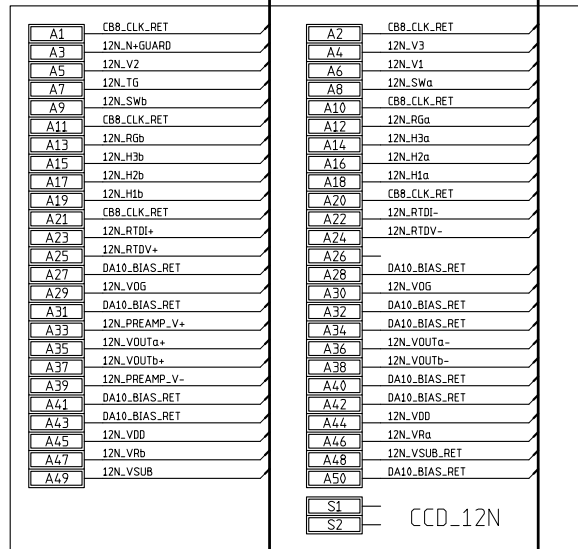 A1 CB8_CLK_RET
A3 12N_N+GUARD
A5 12N_V2
A7 12N_TG
A9 12N_SWb
A11 CB8_CLK_RET
A13 12N_RGb
A15 12N_H3b
A17 12N_H2b
A19 12N_H1b
A21 CB8_CLK_RET
A23 12N_RTDI+
A25 12N_RTDV+
A27 DA10_BIAS_RET
A29 12N_VOG
A31 DA10_BIAS_RET
A33 12N_PREAMP_V+
A35 12N_VOUTa+
A37 12N_VOUTb+
A39 12N_PREAMP_V-
A41 DA10_BIAS_RET
A43 DA10_BIAS_RET
A45 12N_VDD
A47 12N_VRb
A49 12N_VSUB
A2 CB8_CLK_RET
A4 12N_V3
A6 12N_V1
A8 12N_SWa
A10 CB8_CLK_RET
A12 12N_RGa
A14 12N_H3a
A16 12N_H2a
A18 12N_H1a
A20 CB8_CLK_RET
A22 12N_RTDI-
A24 12N_RTDV-
A26
A28 DA10_BIAS_RET
A30 12N_VOG
A32 DA10_BIAS_RET
A34 DA10_BIAS_RET
A36 12N_VOUTa-
A38 12N_VOUTb-
A40 DA10_BIAS_RET
A42 DA10_BIAS_RET
A44 12N_VDD
A46 12N_VRa
A48 12N_VSUB_RET
A50 DA10_BIAS_RET
S1
S2
CCD_12N